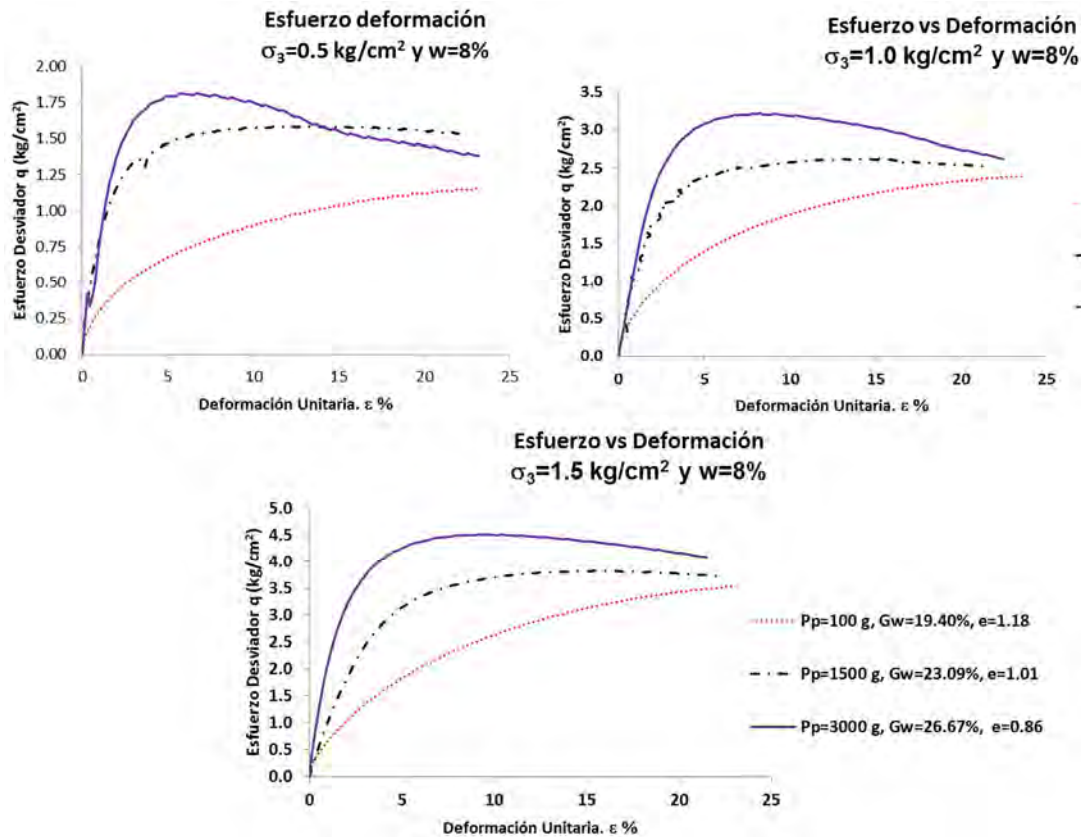 Esfuerzo deformación
σ₃=0.5 kg/cm² y w=8%
Esfuerzo Desviador q (kg/cm²)
2.00
1.75
1.50
1.25
1.00
0.75
0.50
0.25
0.00
0 5 10 15 20 25
Deformación Unitaria. ε %
Esfuerzo vs Deformación
σ₃=1.0 kg/cm² y w=8%
Esfuerzo Desviador q (kg/cm²)
3.5
3.0
2.5
2.0
1.5
1.0
0.5
0.0
0 5 10 15 20 25
Deformación Unitaria. ε %
Esfuerzo vs Deformación
σ₃=1.5 kg/cm² y w=8%
Esfuerzo Desviador q (kg/cm²)
5.0
4.5
4.0
3.5
3.0
2.5
2.0
1.5
1.0
0.5
0.0
0 5 10 15 20 25
Deformación Unitaria. ε %
Pp=100 g, Gw=19.40%, e=1.18
Pp=1500 g, Gw=23.09%, e=1.01
Pp=3000 g, Gw=26.67%, e=0.86